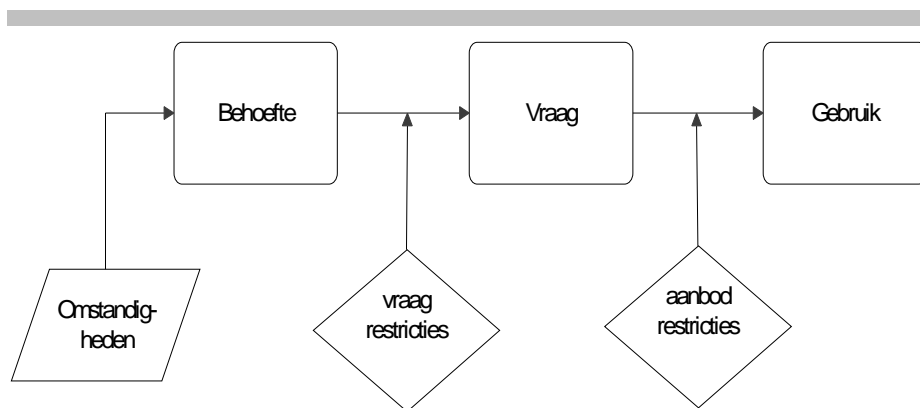 Behoefte
Vraag
Gebruik
Omstandig-
heden
vraag
restricties
aanbod
restricties